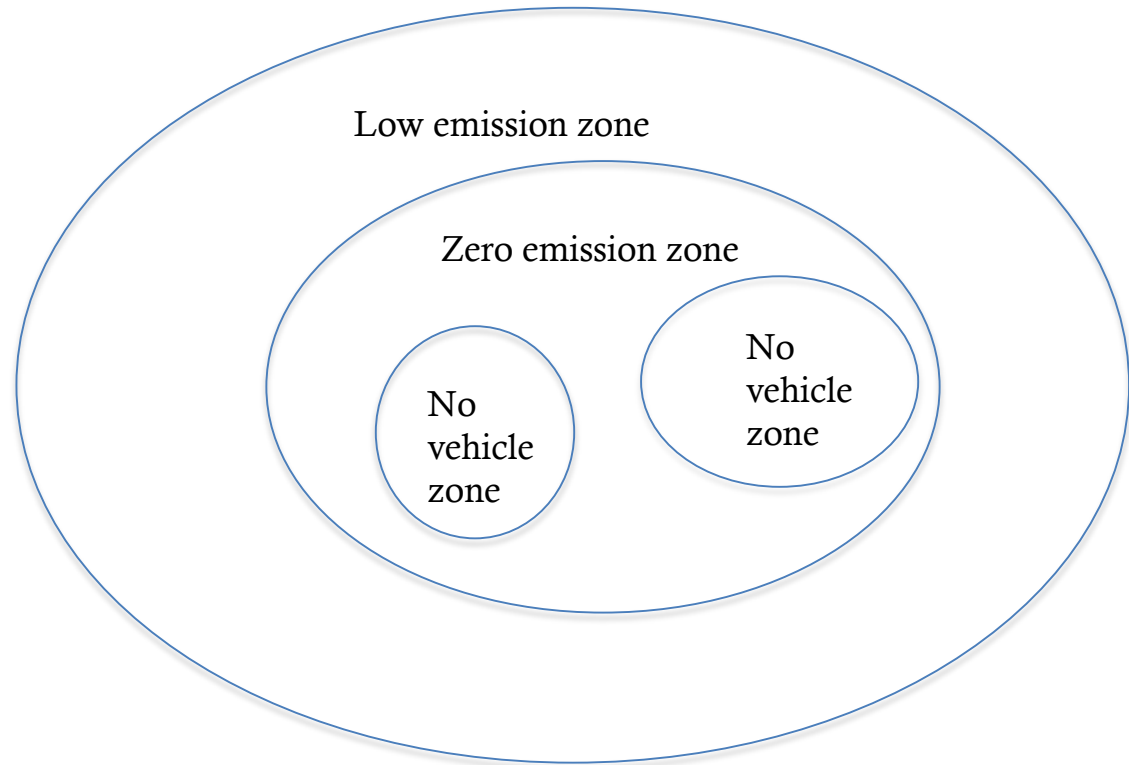 Low emission zone
Zero emission zone
No
vehicle
zone
No
vehicle
zone